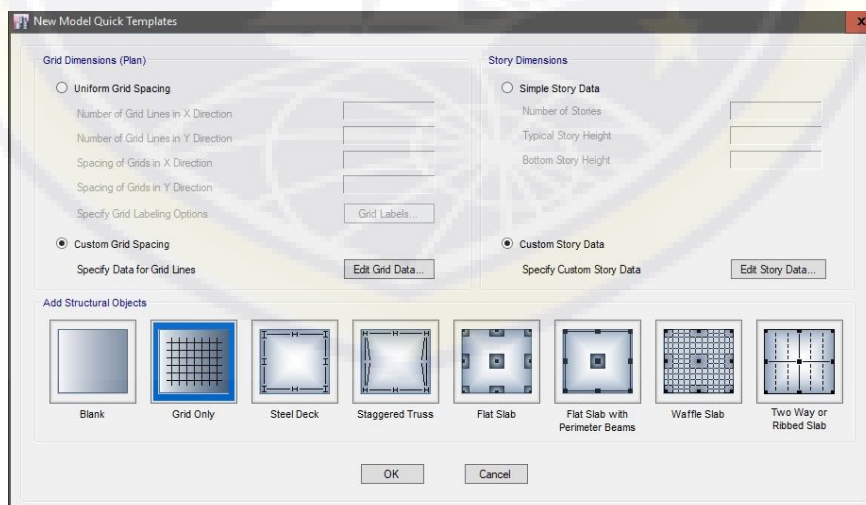 New Model Quick Templates
X
Grid Dimensions (Plan)
Uniform Grid Spacing
Number of Grid Lines in X Direction
Number of Grid Lines in Y Direction
Spacing of Grids in X Direction
Spacing of Grids in Y Direction
Specify Grid Labeling Options
Grid Labels...
Custom Grid Spacing
Specify Data for Grid Lines
Edit Grid Data...
Story Dimensions
Simple Story Data
Number of Stories
Typical Story Height
Bottom Story Height
Custom Story Data
Specify Custom Story Data
Edit Story Data...
Add Structural Objects
Blank
Grid Only
Steel Deck
Staggered Truss
Flat Slab
Flat Slab with
Perimeter Beams
Waffle Slab
Two Way or
Ribbed Slab
OK
Cancel